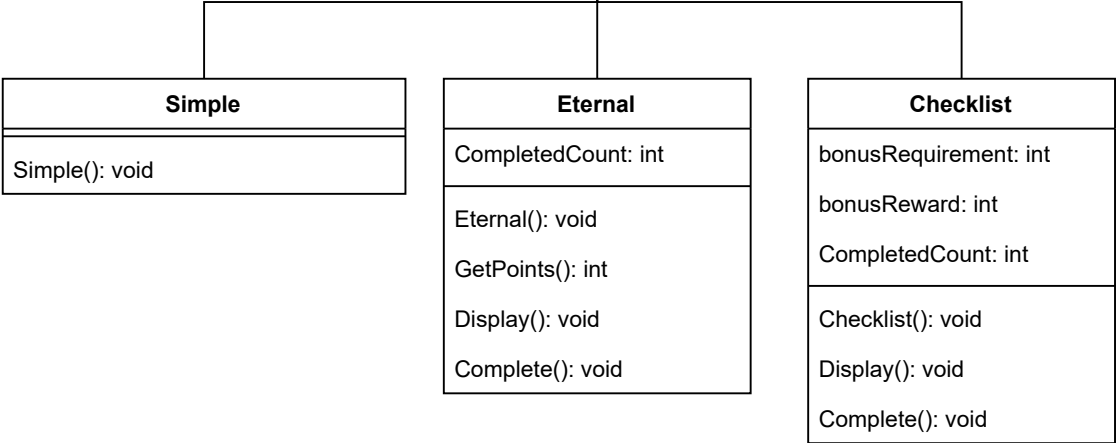 Simple
Simple(): void
Eternal
CompletedCount: int
Eternal(): void
GetPoints(): int
Display(): void
Complete(): void
Checklist
bonusRequirement: int
bonusReward: int
CompletedCount: int
Checklist(): void
Display(): void
Complete(): void